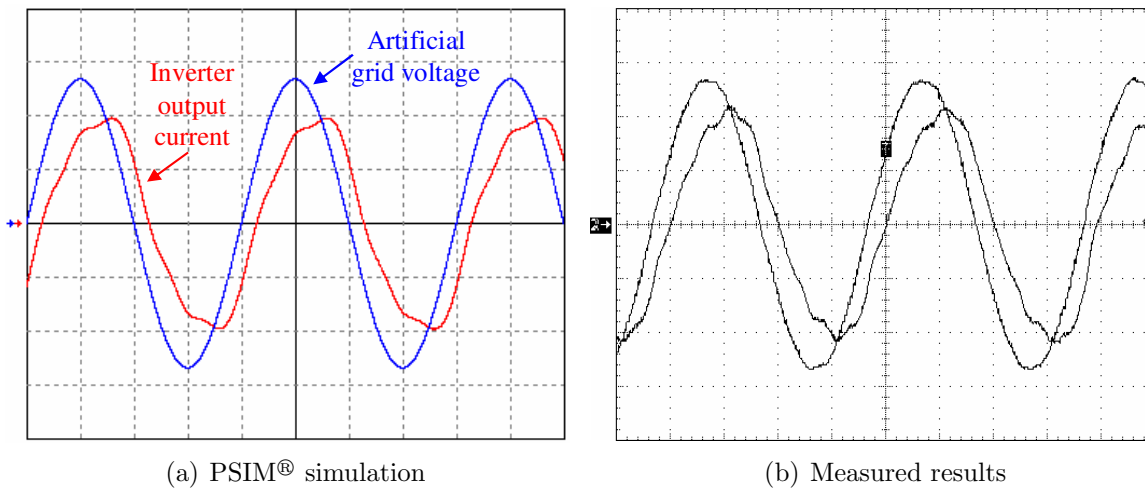 Artificial
grid voltage
Inverter
output
current
(a) PSIM® simulation
(b) Measured results